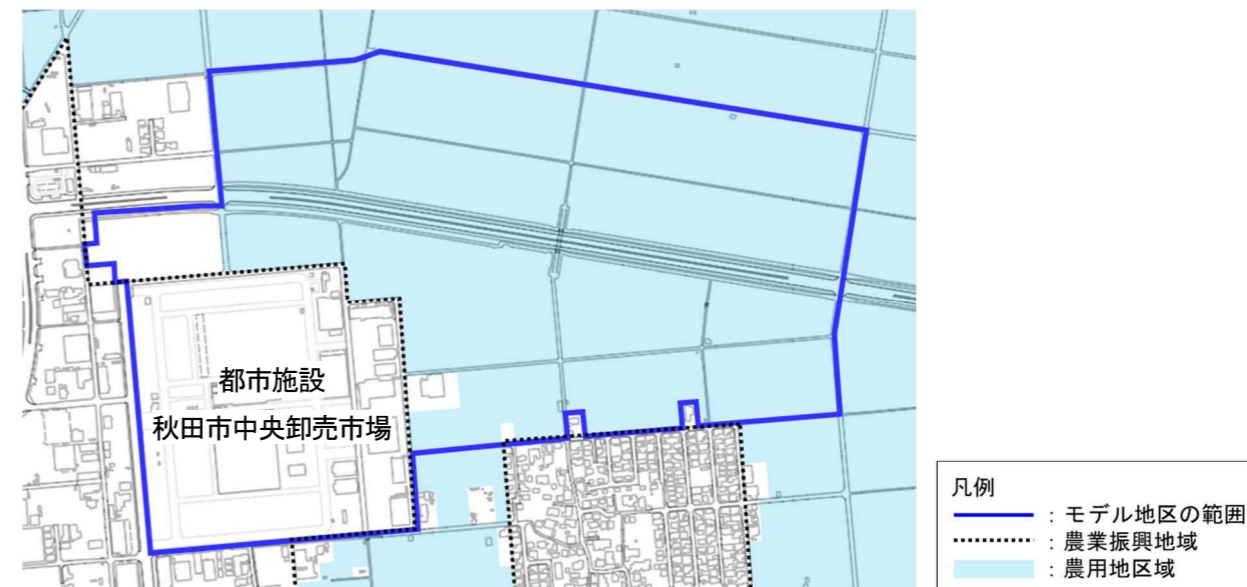 都市施設
秋田市中央卸売市場
凡例
：モデル地区の範囲
：農業振興地域
：農用地区域